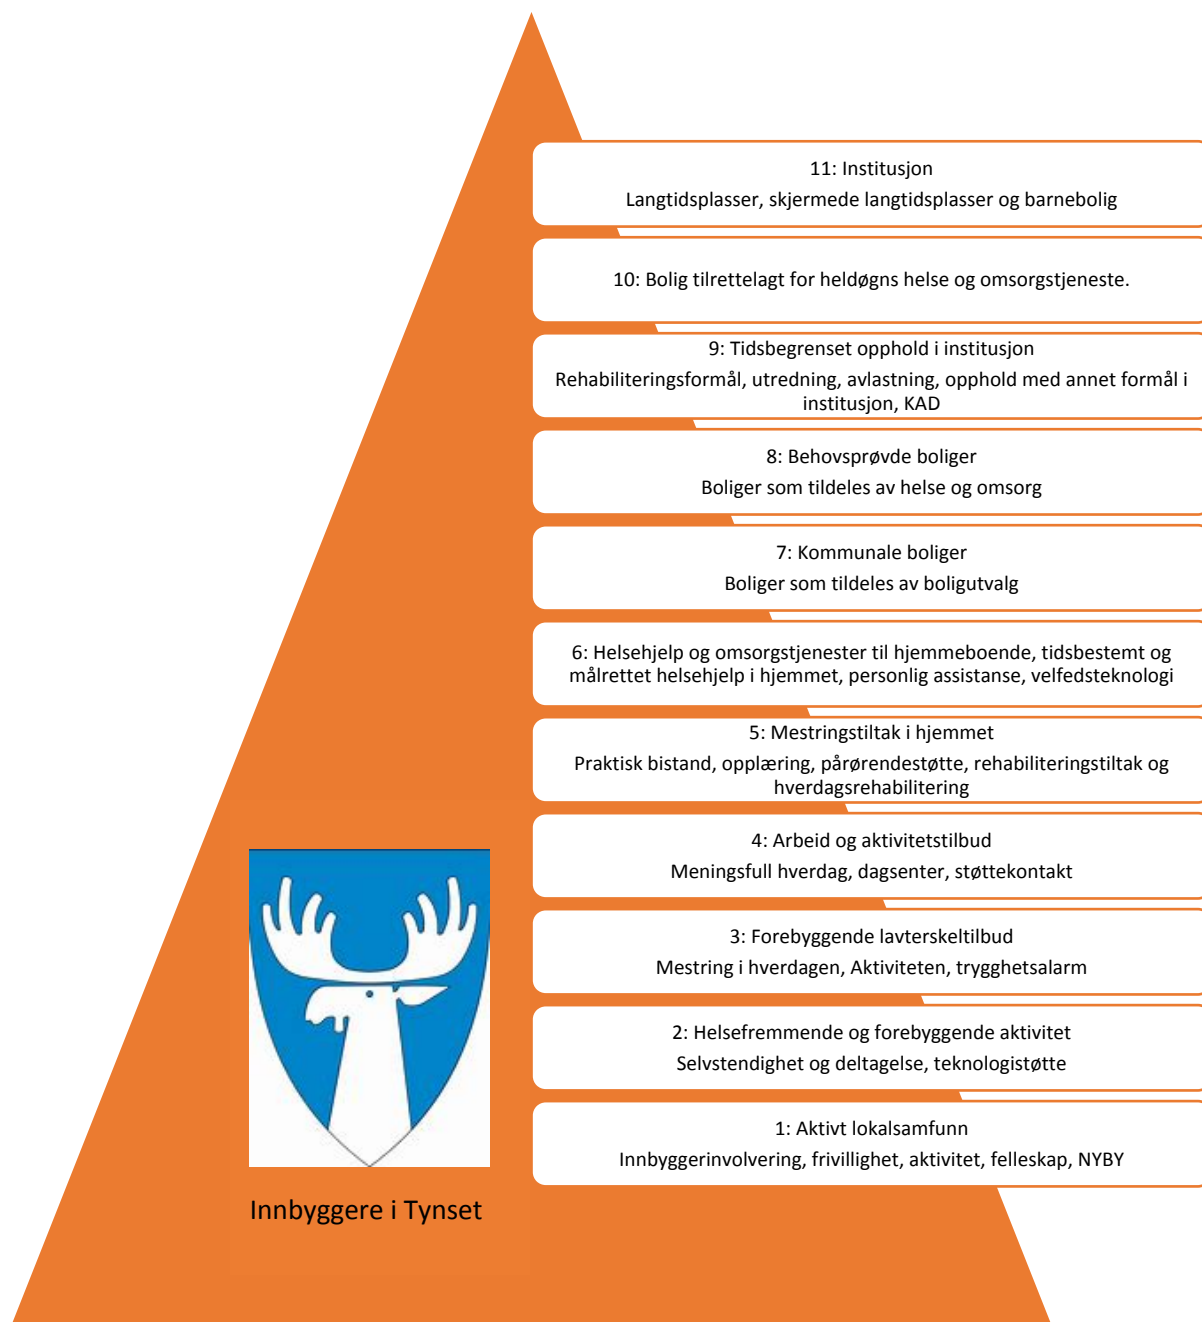 11: Institusjon
Langtidsplasser, skjermede langtidsplasser og barnebolig
10: Bolig tilrettelagt for heldøgns helse og omsorgstjeneste.
9: Tidsbegrenset opphold i institusjon
Rehabiliteringsformål, utredning, avlastning, opphold med annet formål i
institusjon, KAD
8: Behovsprøvde boliger
Boliger som tildeles av helse og omsorg
7: Kommunale boliger
Boliger som tildeles av boligutvalg
6: Helsehjelp og omsorgstjenester til hjemmeboende, tidsbestemt og
målrettet helsehjelp i hjemmet, personlig assistanse, velfedsteknologi
5: Mestringstiltak i hjemmet
Praktisk bistand, opplæring, pårørendestøtte, rehabiliteringstiltak og
hverdagsrehabilitering
4: Arbeid og aktivitetstilbud
Meningsfull hverdag, dagsenter, støttekontakt
3: Forebyggende lavterskeltilbud
Mestring i hverdagen, Aktiviteten, trygghetsalarm
2: Helsefremmende og forebyggende aktivitet
Selvstendighet og deltagelse, teknologistøtte
1: Aktivt lokalsamfunn
Innbyggerinvolvering, frivillighet, aktivitet, felleskap, NYBY
Innbyggere i Tynset